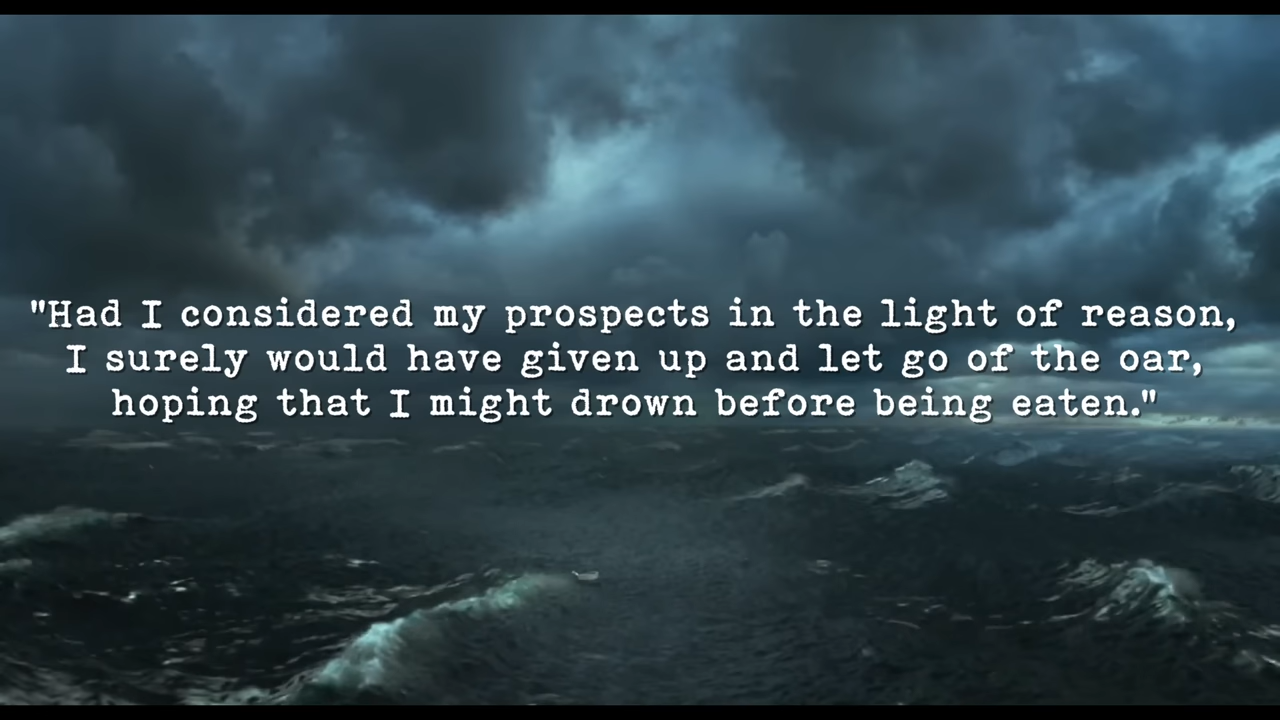 "Had I considered my prospects in the light of reason,
I surely would have given up and let go of the oar,
hoping that I might drown before being eaten."